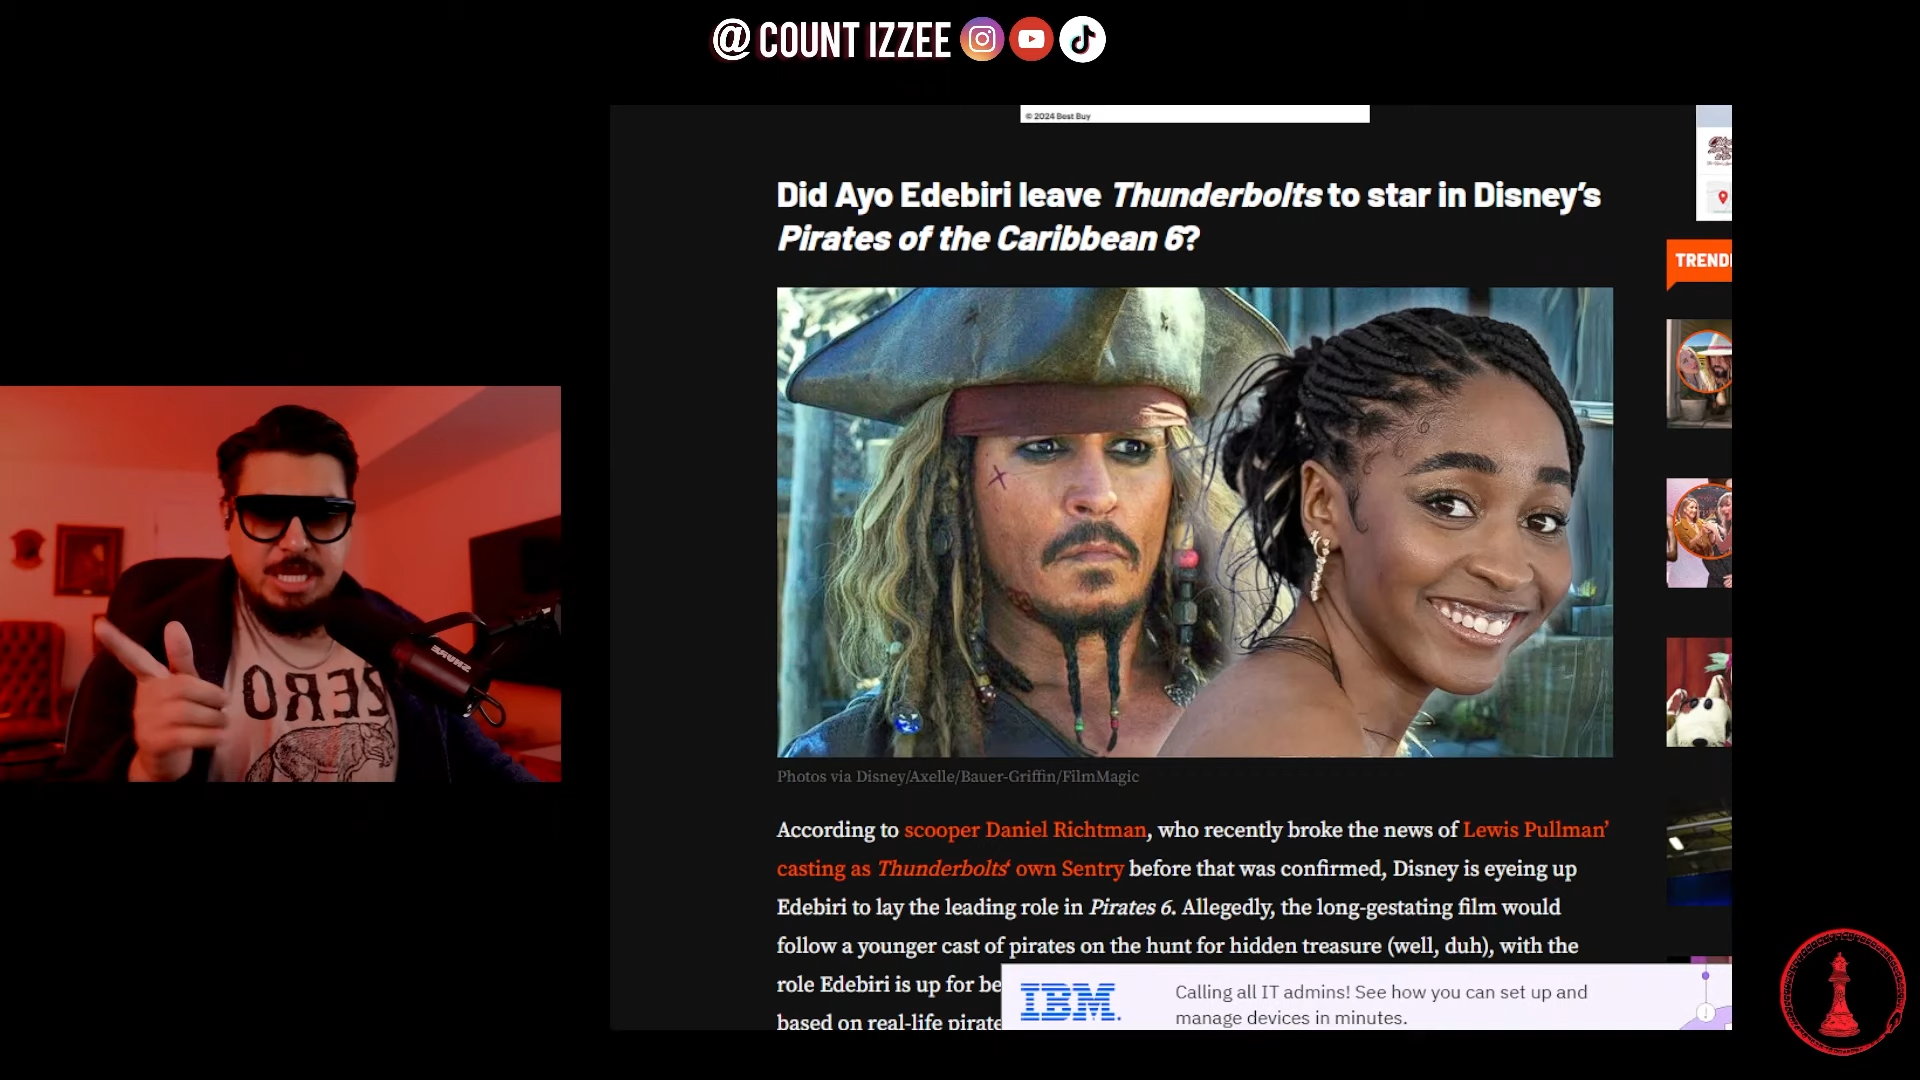 @ COUNT IZZEE
© 2024 Best Buy
Did Ayo Edebiri leave Thunderbolts to star in Disney’s
Pirates of the Caribbean 6?
TREND
ZERO
SHURE
Photos via Disney/Axelle/Bauer-Griffin/FilmMagic
According to scooper Daniel Richtman, who recently broke the news of Lewis Pullman’
casting as Thunderbolts‘ own Sentry before that was confirmed, Disney is eyeing up
Edebiri to lay the leading role in Pirates 6. Allegedly, the long-gestating film would
follow a younger cast of pirates on the hunt for hidden treasure (well, duh), with the
role Edebiri is up for be
based on real-life pirate
IBM.
Calling all IT admins! See how you can set up and
manage devices in minutes.